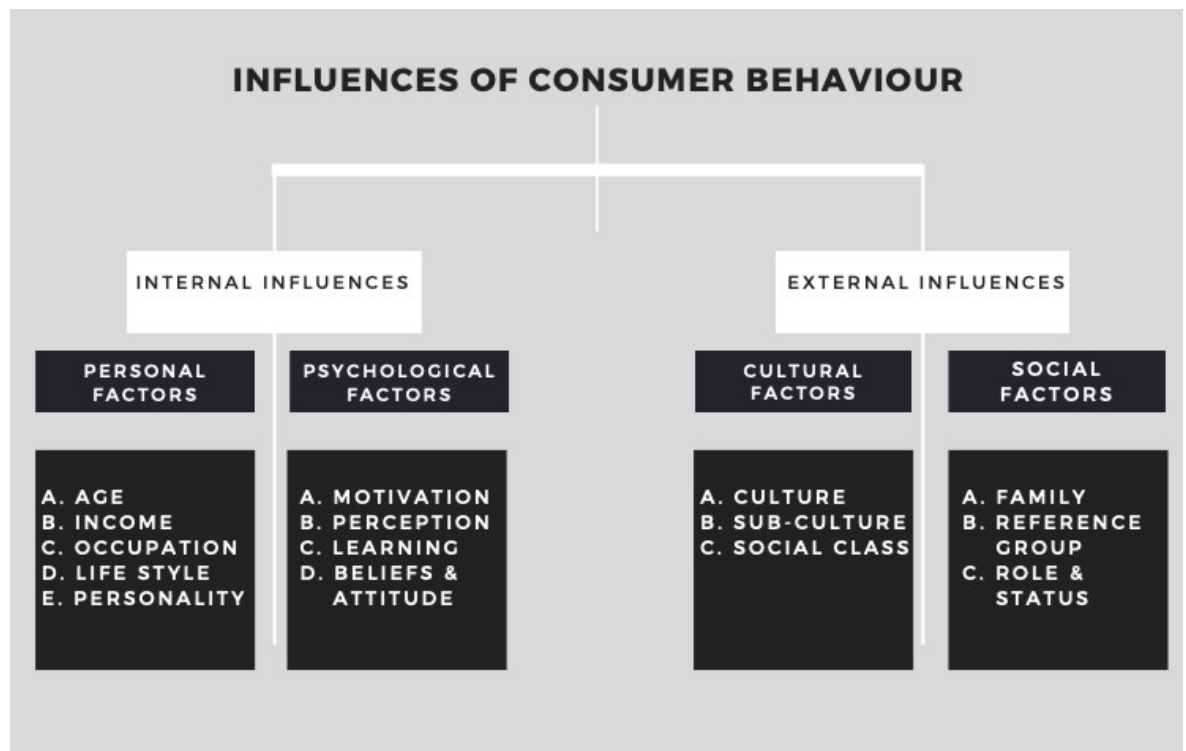 INFLUENCES OF CONSUMER BEHAVIOUR
INTERNAL INFLUENCES
EXTERNAL INFLUENCES
PERSONAL
FACTORS
PSYCHOLOGICAL
FACTORS
CULTURAL
FACTORS
SOCIAL
FACTORS
A. AGE
B. INCOME
C. OCCUPATION
D. LIFE STYLE
E. PERSONALITY
A. MOTIVATION
B. PERCEPTION
C. LEARNING
D. BELIEFS &
ATTITUDE
A. CULTURE
B. SUB-CULTURE
C. SOCIAL CLASS
A. FAMILY
B. REFERENCE
GROUP
C. ROLE &
STATUS